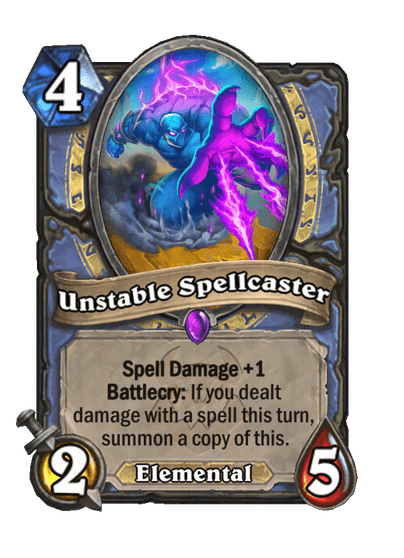 4
Unstable Spellcaster
Spell Damage +1
Battlecry: If you dealt
damage with a spell this turn,
summon a copy of this.
2
Elemental
5